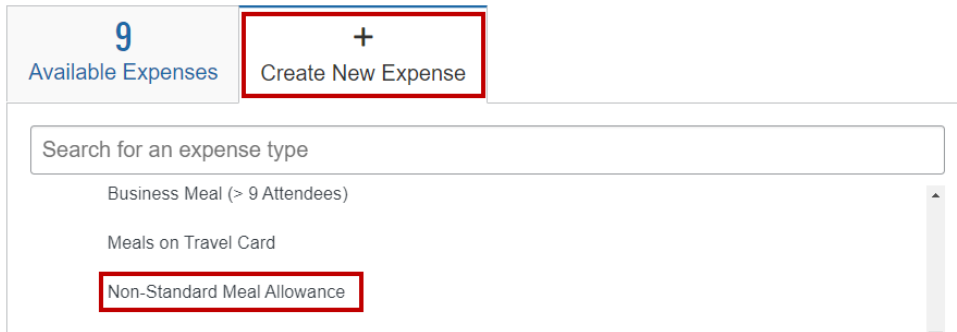 9
Available Expenses
+
Create New Expense
Search for an expense type
Business Meal (> 9 Attendees)
Meals on Travel Card
Non-Standard Meal Allowance